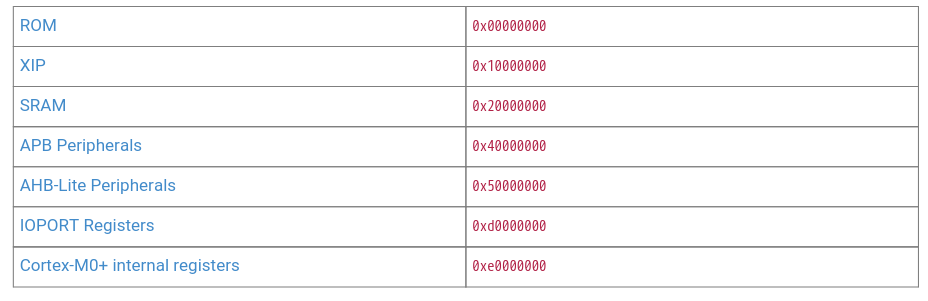 ROM 0x00000000
XIP 0x10000000
SRAM 0x20000000
APB Peripherals 0x40000000
AHB-Lite Peripherals 0x50000000
IOPORT Registers 0xd0000000
Cortex-M0+ internal registers 0xe0000000